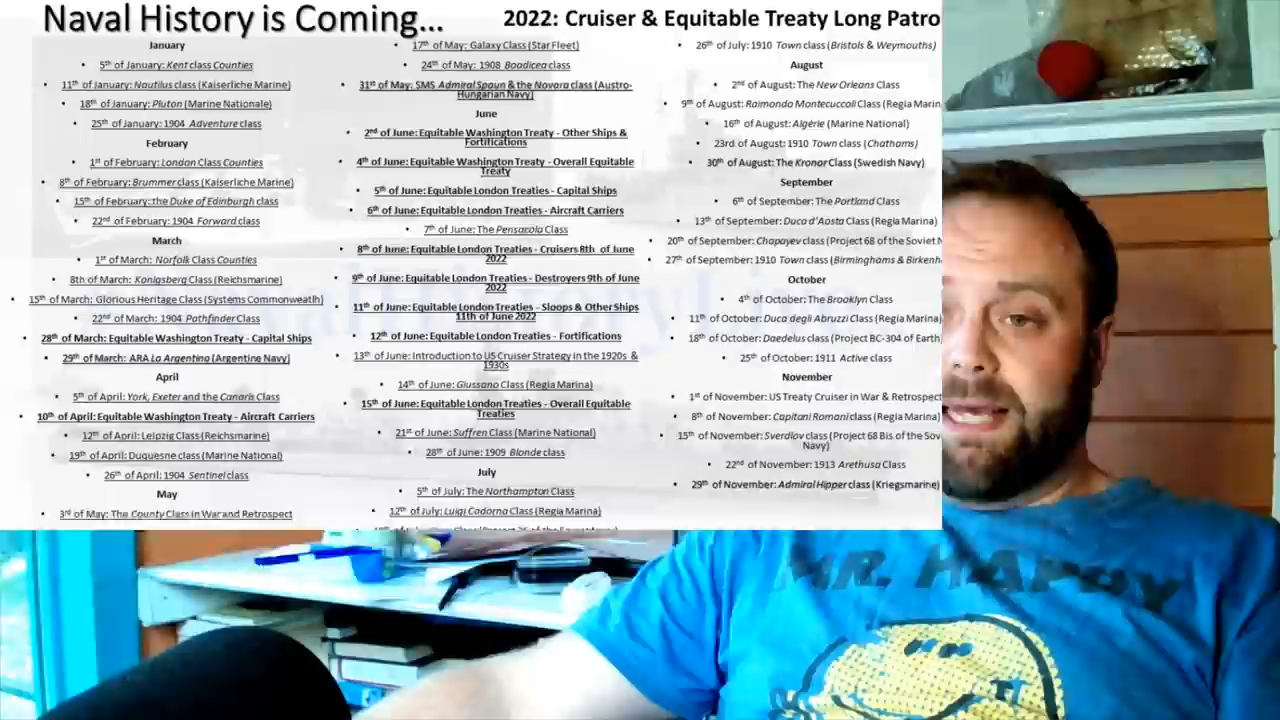 Naval History is Coming...
2022: Cruiser & Equitable Treaty Long Patro
January
• 5th of January: Kent class Counties
• 11th of January: Nautilus class (Kaiserliche Marine)
• 18th of January: Pluton (Marine Nationale)
• 25th of January: 1904 Adventure class
February
• 1st of February: London Class Counties
• 8th of February: Brummer class (Kaiserliche Marine)
• 15th of February: the Duke of Edinburgh class
• 22nd of February: 1904 Forward class
March
• 1st of March: Norfolk Class Counties
• 8th of March: Konigsberg Class (Reichsmarine)
• 15th of March: Glorious Heritage Class (Systems Commonwealth)
• 22nd of March: 1904 Pathfinder Class
• 28th of March: Equitable Washington Treaty - Capital Ships
• 29th of March: ARA La Argentina (Argentine Navy)
April
• 5th of April: York, Exeter and the Canaris Class
• 10th of April: Equitable Washington Treaty - Aircraft Carriers
• 12th of April: Leipzig Class (Reichsmarine)
• 19th of April: Duquesne class (Marine National)
• 26th of April: 1904 Sentinel class
May
• 3rd of May: The County Class in War and Retrospect
• 17th of May: Galaxy Class (Star Fleet)
• 24th of May: 1908 Boadicea class
• 31st of May: SMS Admiral Spaun & the Novara class (Austro-
Hungarian Navy)
June
• 2nd of June: Equitable Washington Treaty - Other Ships &
Fortifications
• 4th of June: Equitable Washington Treaty - Overall Equitable
Treaty
• 5th of June: Equitable London Treaties - Capital Ships
• 6th of June: Equitable London Treaties - Aircraft Carriers
• 7th of June: The Pensacola Class
• 8th of June: Equitable London Treaties - Cruisers 8th of June
2022
• 9th of June: Equitable London Treaties - Destroyers 9th of June
2022
• 11th of June: Equitable London Treaties - Sloops & Other Ships
11th of June 2022
• 12th of June: Equitable London Treaties - Fortifications
• 13th of June: Introduction to US Cruiser Strategy in the 1920s &
1930s
• 14th of June: Giussano Class (Regia Marina)
• 15th of June: Equitable London Treaties - Overall Equitable
Treaties
• 21st of June: Suffren Class (Marine National)
• 28th of June: 1909 Blonde class
July
• 5th of July: The Northampton Class
• 12th of July: Luigi Cadorna Class (Regia Marina)
• 26th of July: 1910 Town class (Bristols & Weymouths)
August
• 2nd of August: The New Orleans Class
• 9th of August: Raimondo Montecuccoli Class (Regia Marin
• 16th of August: Algérie (Marine National)
• 23rd of August: 1910 Town class (Chathams)
• 30th of August: The Kronor Class (Swedish Navy)
September
• 6th of September: The Portland Class
• 13th of September: Duca d'Aosta Class (Regia Marina)
• 20th of September: Chapayev class (Project 68 of the Soviet N
• 27th of September: 1910 Town class (Birminghams & Birkenh
October
• 4th of October: The Brooklyn Class
• 11th of October: Duca degli Abruzzi Class (Regia Marina)
• 18th of October: Daedelus class (Project BC-304 of Earth
• 25th of October: 1911 Active class
November
• 1st of November: US Treaty Cruiser in War & Retrospect
• 8th of November: Capitani Romani class (Regia Marina)
• 15th of November: Sverdlov class (Project 68 Bis of the Sov
Navy)
• 22nd of November: 1913 Arethusa Class
• 29th of November: Admiral Hipper class (Kriegsmarine)
MR. HAPPY